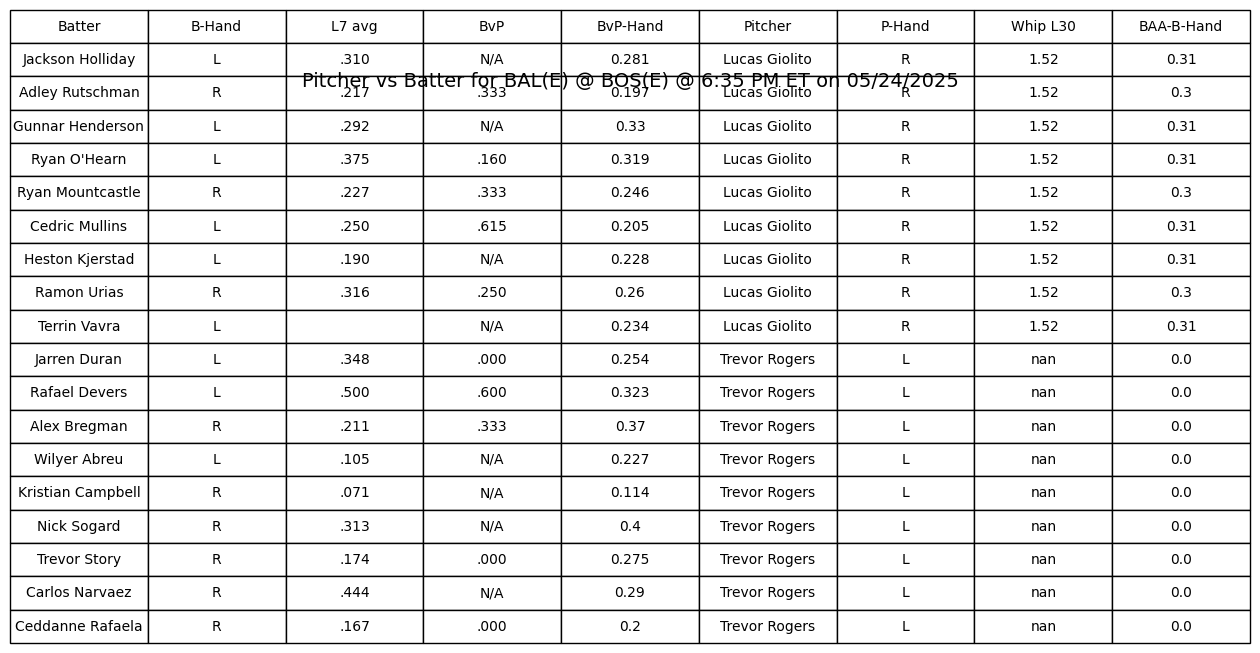 Batter B-Hand L7 avg BvP BvP-Hand Pitcher P-Hand Whip L30 BAA-B-Hand
Jackson Holliday L .310 N/A 0.281 Lucas Giolito R 1.52 0.31
Pitcher vs Batter for BAL(E) @ BOS(E) @ 6:35 PM ET on 05/24/2025
Adley Rutschman R .217 .333 0.197 Lucas Giolito R 1.52 0.3
Gunnar Henderson L .292 N/A 0.33 Lucas Giolito R 1.52 0.31
Ryan O'Hearn L .375 .160 0.319 Lucas Giolito R 1.52 0.31
Ryan Mountcastle R .227 .333 0.246 Lucas Giolito R 1.52 0.3
Cedric Mullins L .250 .615 0.205 Lucas Giolito R 1.52 0.31
Heston Kjerstad L .190 N/A 0.228 Lucas Giolito R 1.52 0.31
Ramon Urias R .316 .250 0.26 Lucas Giolito R 1.52 0.3
Terrin Vavra L N/A 0.234 Lucas Giolito R 1.52 0.31
Jarren Duran L .348 .000 0.254 Trevor Rogers L nan 0.0
Rafael Devers L .500 .600 0.323 Trevor Rogers L nan 0.0
Alex Bregman R .211 .333 0.37 Trevor Rogers L nan 0.0
Wilyer Abreu L .105 N/A 0.227 Trevor Rogers L nan 0.0
Kristian Campbell R .071 N/A 0.114 Trevor Rogers L nan 0.0
Nick Sogard R .313 N/A 0.4 Trevor Rogers L nan 0.0
Trevor Story R .174 .000 0.275 Trevor Rogers L nan 0.0
Carlos Narvaez R .444 N/A 0.29 Trevor Rogers L nan 0.0
Ceddanne Rafaela R .167 .000 0.2 Trevor Rogers L nan 0.0